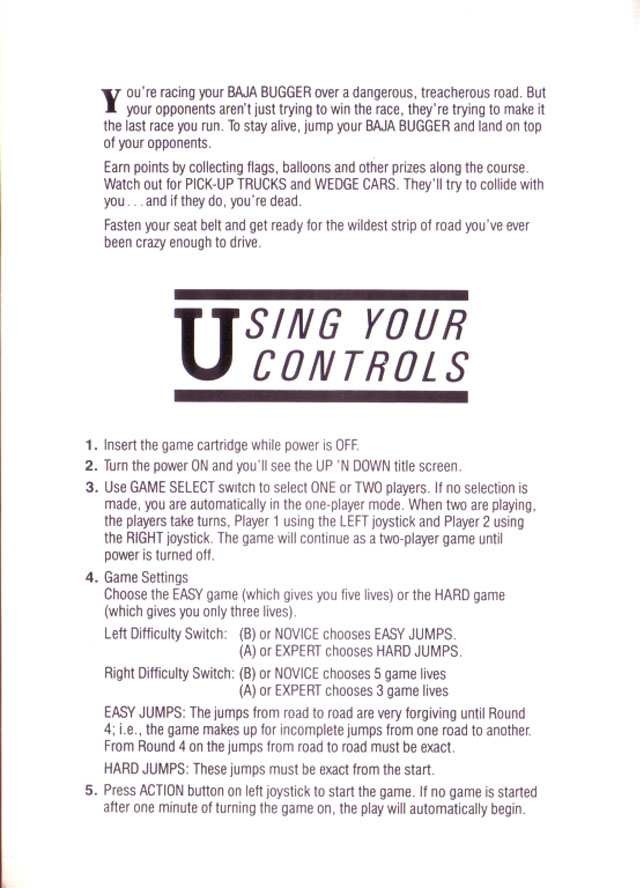 You're racing your BAJA BUGGER over a dangerous, treacherous road. But
your opponents aren't just trying to win the race, they're trying to make it
the last race you run. To stay alive, jump your BAJA BUGGER and land on top
of your opponents.
Earn points by collecting flags, balloons and other prizes along the course.
Watch out for PICK-UP TRUCKS and WEDGE CARS. They'll try to collide with
you...and if they do, you're dead.
Fasten your seat belt and get ready for the wildest strip of road you've ever
been crazy enough to drive.
USING YOUR
CONTROLS
1. Insert the game cartridge while power is OFF.
2. Turn the power ON and you'll see the UP 'N DOWN title screen.
3. Use GAME SELECT switch to select ONE or TWO players. If no selection is
made, you are automatically in the one-player mode. When two are playing,
the players take turns, Player 1 using the LEFT joystick and Player 2 using
the RIGHT joystick. The game will continue as a two-player game until
power is turned off.
4. Game Settings
Choose the EASY game (which gives you five lives) or the HARD game
(which gives you only three lives).
Left Difficulty Switch: (B) or NOVICE chooses EASY JUMPS.
(A) or EXPERT chooses HARD JUMPS.
Right Difficulty Switch: (B) or NOVICE chooses 5 game lives
(A) or EXPERT chooses 3 game lives
EASY JUMPS: The jumps from road to road are very forgiving until Round
4; i.e., the game makes up for incomplete jumps from one road to another.
From Round 4 on the jumps from road to road must be exact.
HARD JUMPS: These jumps must be exact from the start.
5. Press ACTION button on left joystick to start the game. If no game is started
after one minute of turning the game on, the play will automatically begin.